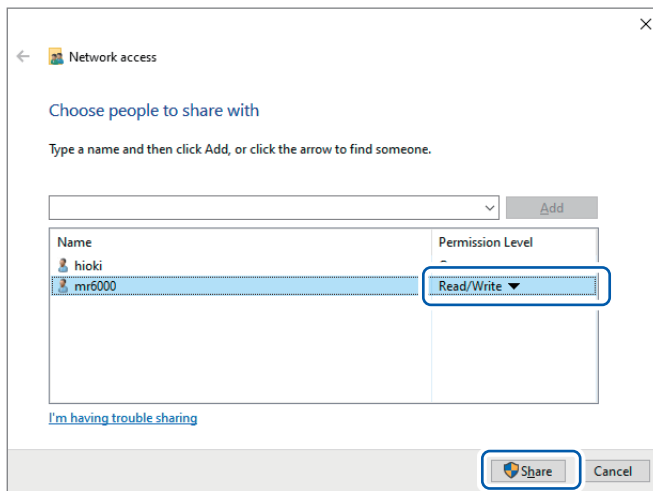 Network access
Choose people to share with
Type a name and then click Add, or click the arrow to find someone.
Add
Name Permission Level
hioki
mr6000 Read/Write
I'm having trouble sharing
Share Cancel